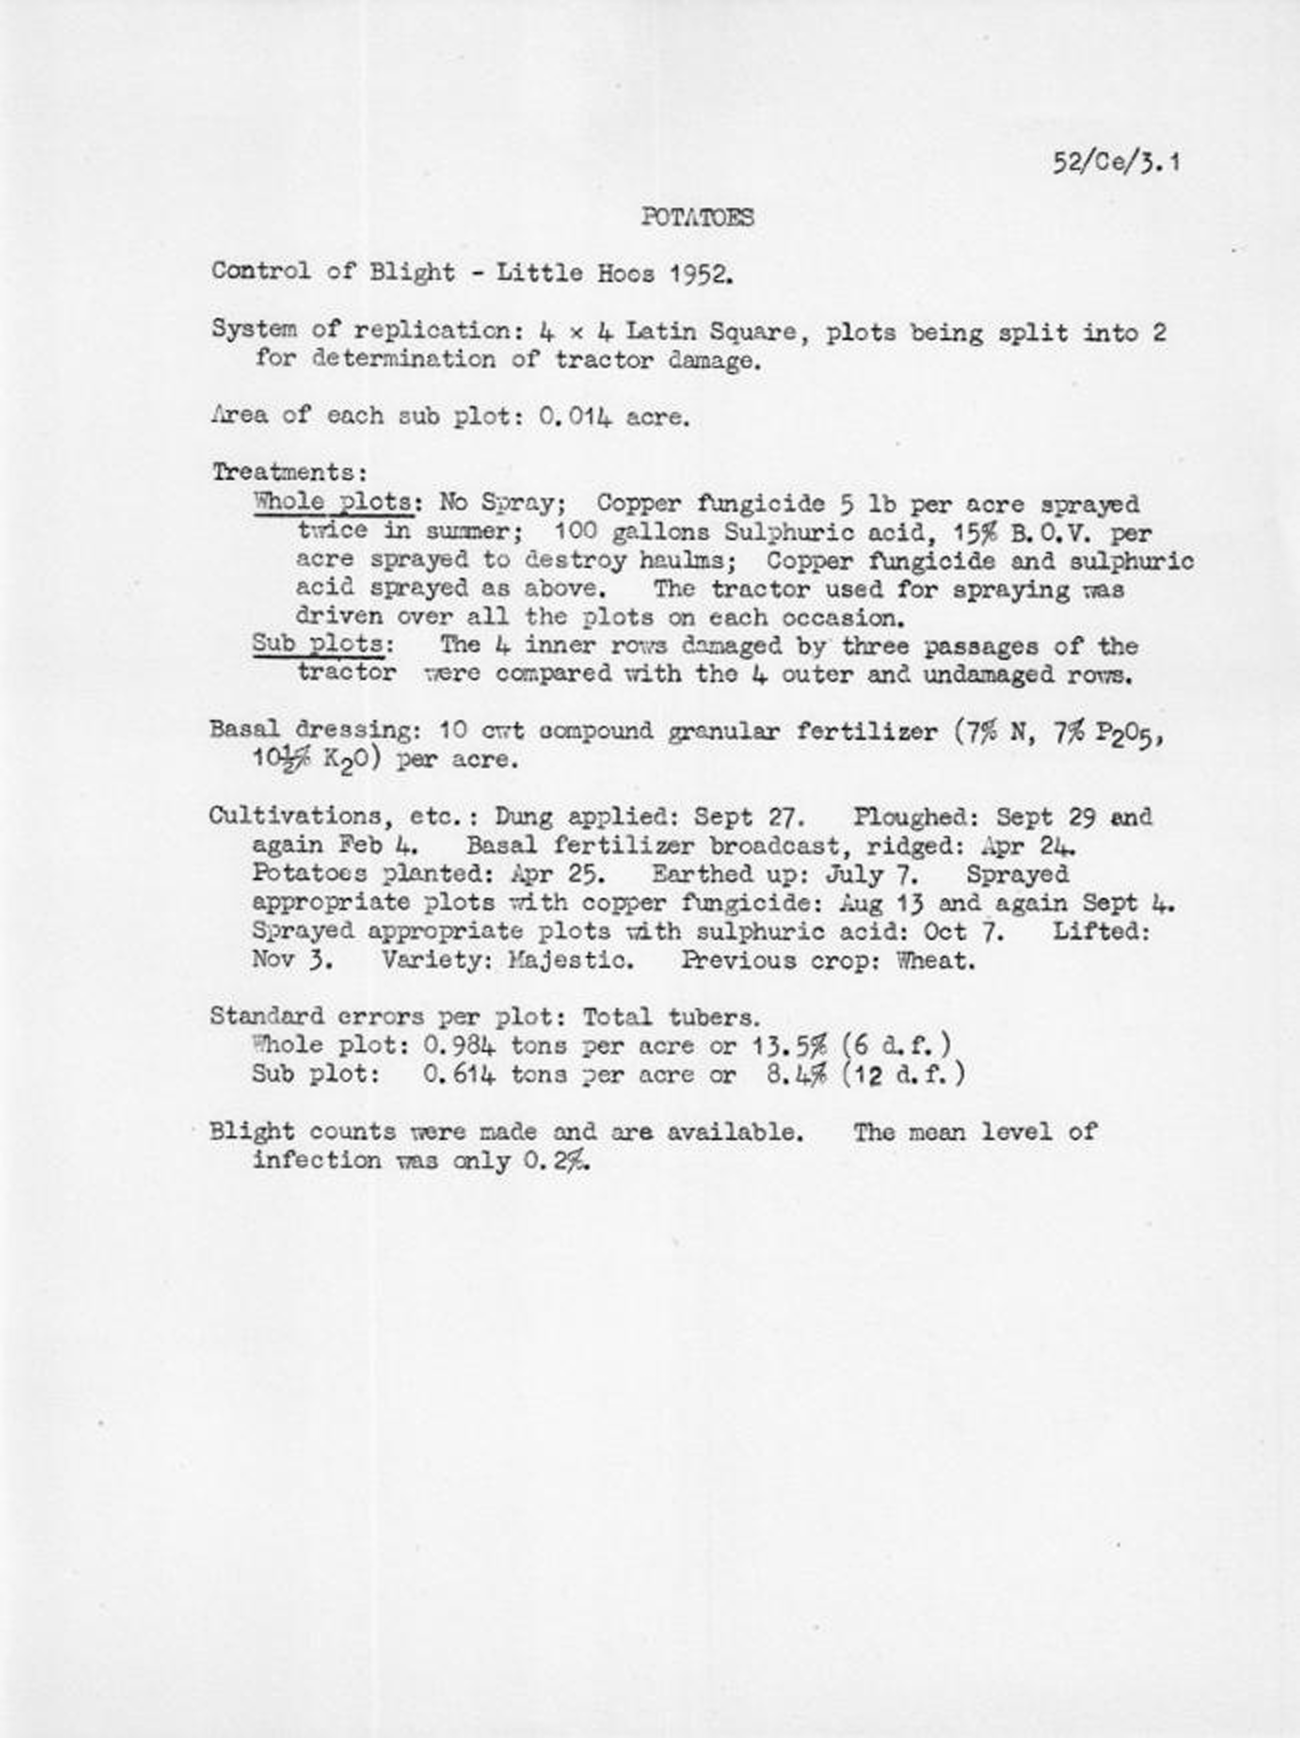 52/Ce/3.1
POTATOES
Control of Blight - Little Hoos 1952.
System of replication: 4 x 4 Latin Square, plots being split into 2
for determination of tractor damage.
Area of each sub plot: 0.014 acre.
Treatments:
Whole plots: No Spray; Copper fungicide 5 lb per acre sprayed
twice in summer; 100 gallons Sulphuric acid, 15% B.O.V. per
acre sprayed to destroy haulms; Copper fungicide and sulphuric
acid sprayed as above. The tractor used for spraying was
driven over all the plots on each occasion.
Sub plots: The 4 inner rows damaged by three passages of the
tractor were compared with the 4 outer and undamaged rows.
Basal dressing: 10 cwt compound granular fertilizer (7% N, 7% P₂O₅,
10½% K₂O) per acre.
Cultivations, etc.: Dung applied: Sept 27. Ploughed: Sept 29 and
again Feb 4. Basal fertilizer broadcast, ridged: Apr 24.
Potatoes planted: Apr 25. Earthed up: July 7. Sprayed
appropriate plots with copper fungicide: Aug 13 and again Sept 4.
Sprayed appropriate plots with sulphuric acid: Oct 7. Lifted:
Nov 3. Variety: Majestic. Previous crop: Wheat.
Standard errors per plot: Total tubers.
Whole plot: 0.984 tons per acre or 13.5% (6 d.f.)
Sub plot: 0.614 tons per acre or 8.4% (12 d.f.)
Blight counts were made and are available. The mean level of
infection was only 0.2%.